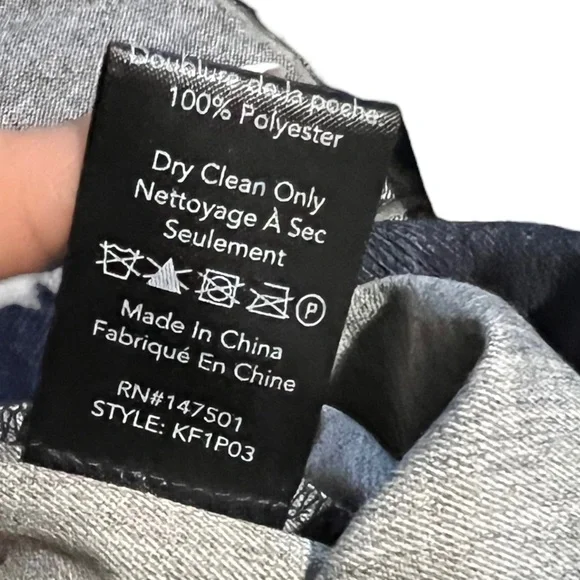 Doublure de la poche:
100% Polyester
Dry Clean Only
Nettoyage À Sec
Seulement
P
Made In China
Fabriqué En Chine
RN#147501
STYLE: KF1P03